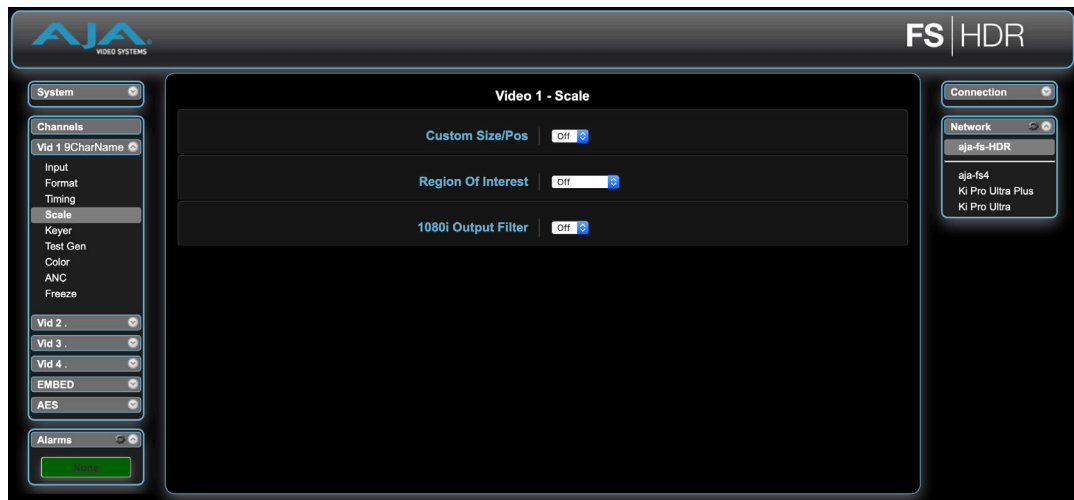 AJA
VIDEO SYSTEMS
FS HDR
System
Channels
Vid 1 9CharName
Input
Format
Timing
Scale
Keyer
Test Gen
Color
ANC
Freeze
Vid 2 .
Vid 3 .
Vid 4 .
EMBED
AES
Alarms
None
Video 1 - Scale
Custom Size/Pos Off
Region Of Interest Off
1080i Output Filter Off
Connection
Network
aja-fs-HDR
aja-fs4
Ki Pro Ultra Plus
Ki Pro Ultra